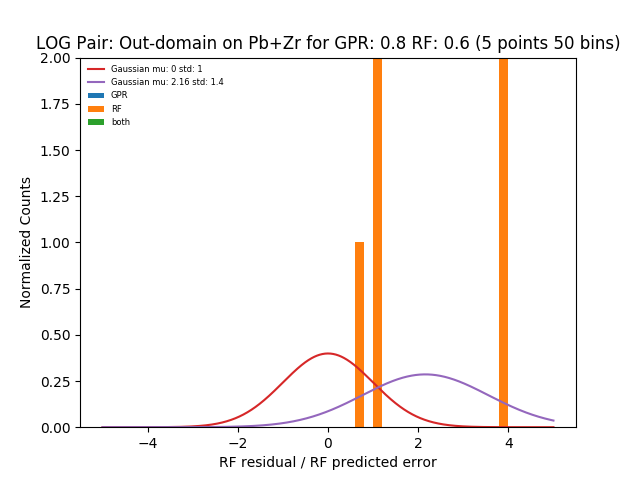 LOG Pair: Out-domain on Pb+Zr for GPR: 0.8 RF: 0.6 (5 points 50 bins)
2.00
1.75
1.50
1.25
1.00
0.75
0.50
0.25
0.00
Normalized Counts
Gaussian mu: 0 std: 1
Gaussian mu: 2.16 std: 1.4
GPR
RF
both
−4 −2 0 2 4
RF residual / RF predicted error